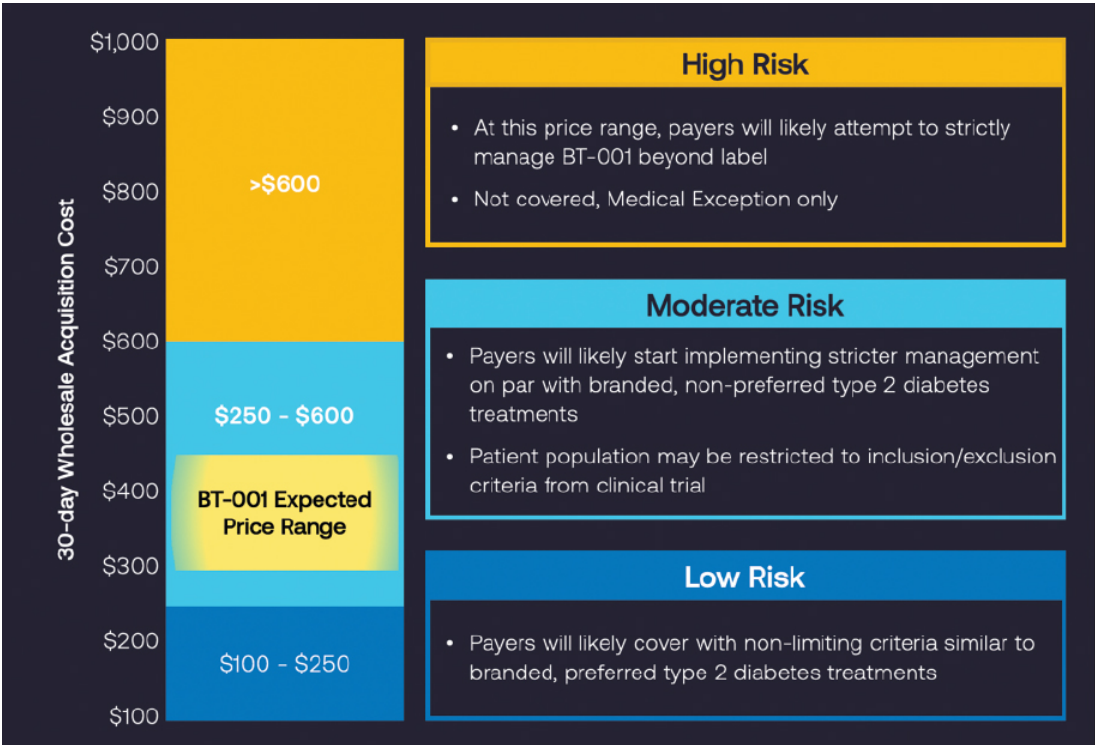 30-day Wholesale Acquisition Cost
$1,000
$900
$800
$700
$600
$500
$400
$300
$200
$100
>$600
$250 - $600
BT-001 Expected
Price Range
$100 - $250
High Risk
• At this price range, payers will likely attempt to strictly
manage BT-001 beyond label
• Not covered, Medical Exception only
Moderate Risk
• Payers will likely start implementing stricter management
on par with branded, non-preferred type 2 diabetes
treatments
• Patient population may be restricted to inclusion/exclusion
criteria from clinical trial
Low Risk
• Payers will likely cover with non-limiting criteria similar to
branded, preferred type 2 diabetes treatments